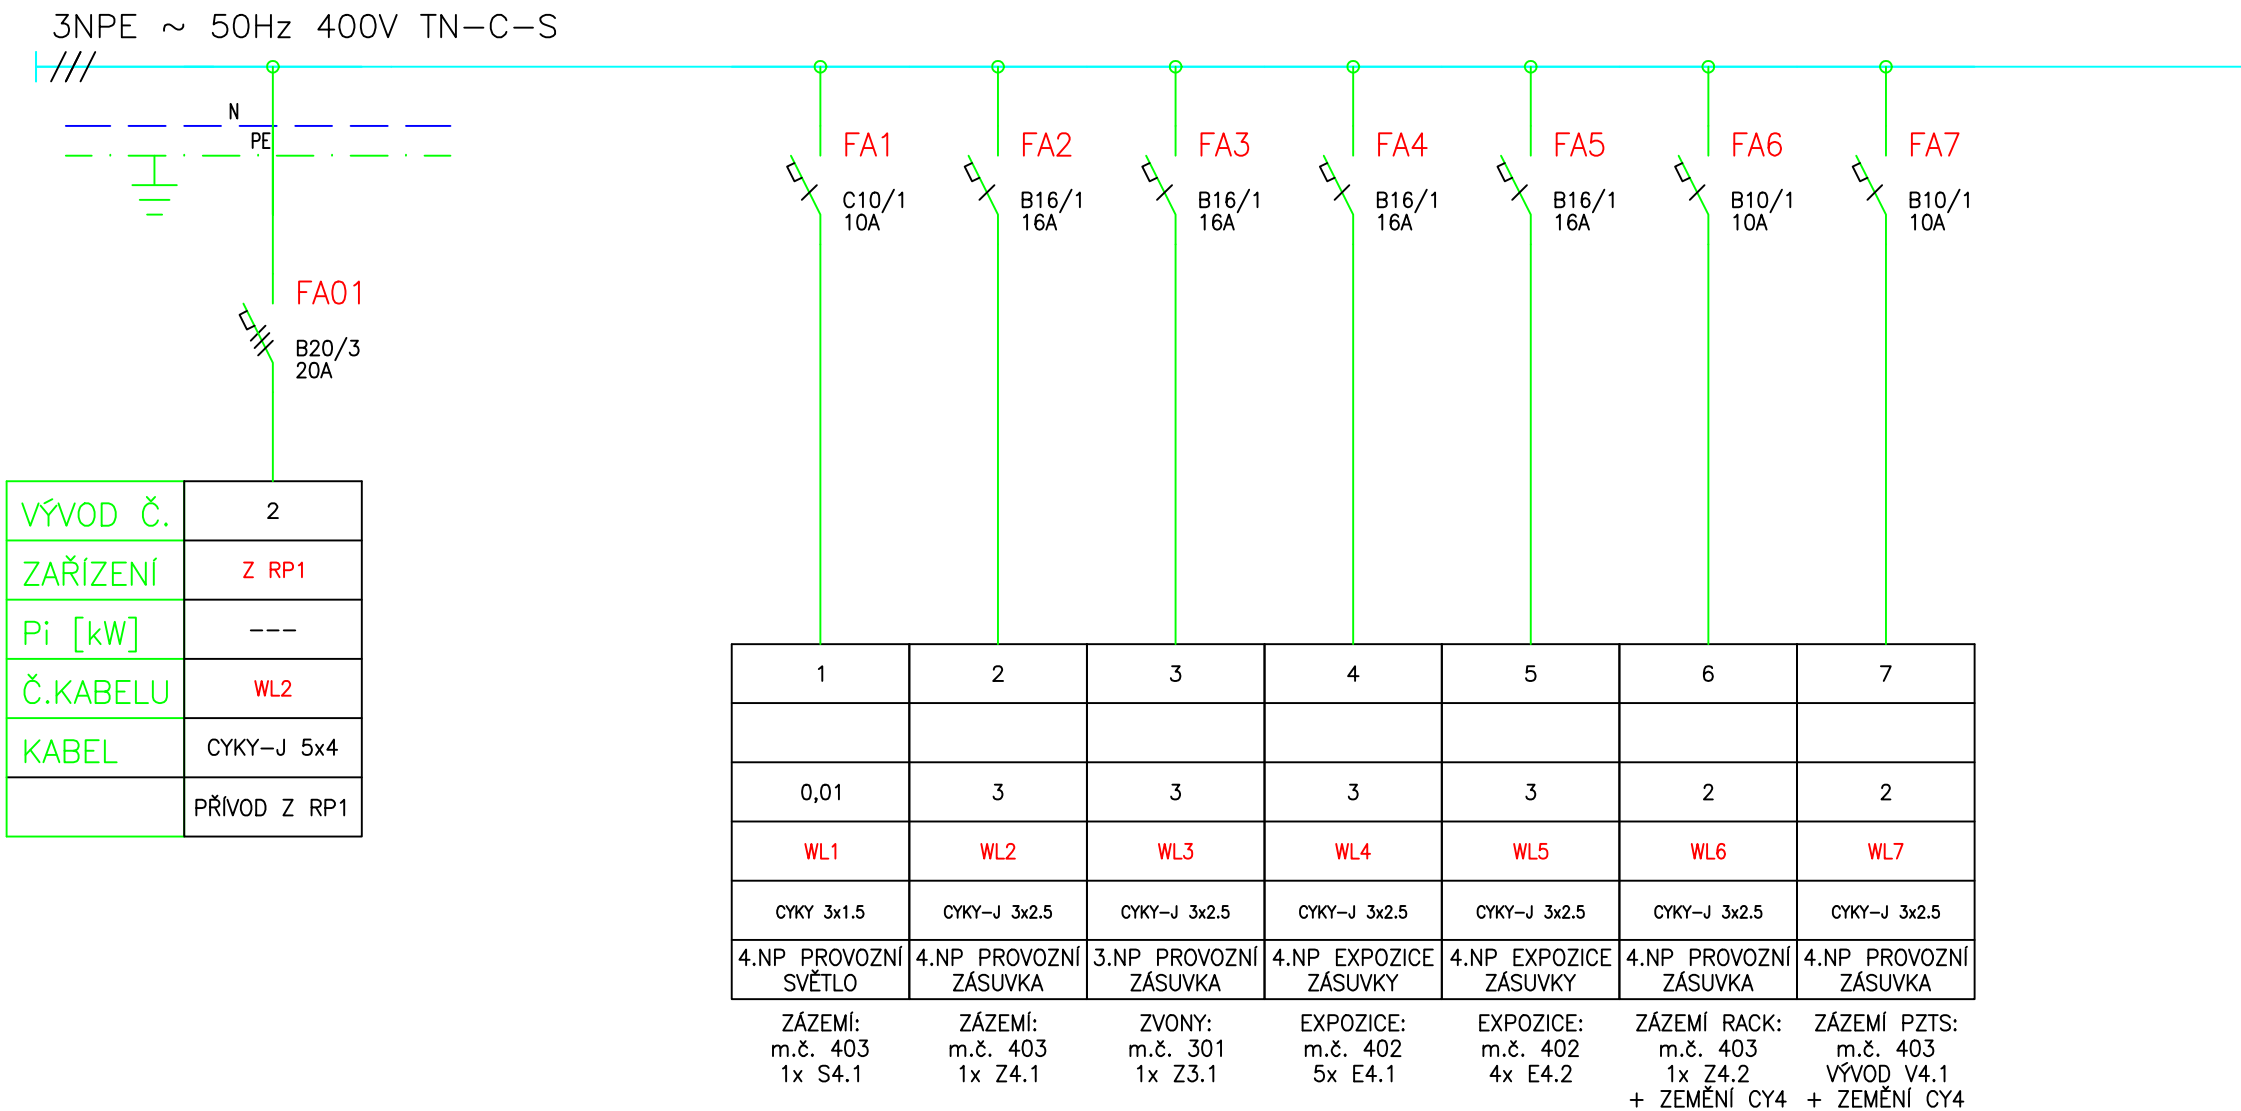 3NPE ~ 50Hz 400V TN-C-S
N
PE
FA01
B20/3
20A
FA1
C10/1
10A
FA2
B16/1
16A
FA3
B16/1
16A
FA4
B16/1
16A
FA5
B16/1
16A
FA6
B10/1
10A
FA7
B10/1
10A
VÝVOD Č. 2
ZAŘÍZENÍ Z RP1
Pi [kW] ---
Č.KABELU WL2
KABEL CYKY-J 5x4
PŘÍVOD Z RP1
1 2 3 4 5 6 7
0,01 3 3 3 3 2 2
WL1 WL2 WL3 WL4 WL5 WL6 WL7
CYKY 3x1.5 CYKY-J 3x2.5 CYKY-J 3x2.5 CYKY-J 3x2.5 CYKY-J 3x2.5 CYKY-J 3x2.5 CYKY-J 3x2.5
4.NP PROVOZNÍ
SVĚTLO
4.NP PROVOZNÍ
ZÁSUVKA
3.NP PROVOZNÍ
ZÁSUVKA
4.NP EXPOZICE
ZÁSUVKY
4.NP EXPOZICE
ZÁSUVKY
4.NP PROVOZNÍ
ZÁSUVKA
4.NP PROVOZNÍ
ZÁSUVKA
ZÁZEMÍ:
m.č. 403
1x S4.1
ZÁZEMÍ:
m.č. 403
1x Z4.1
ZVONY:
m.č. 301
1x Z3.1
EXPOZICE:
m.č. 402
5x E4.1
EXPOZICE:
m.č. 402
4x E4.2
ZÁZEMÍ RACK:
m.č. 403
1x Z4.2
+ ZEMĚNÍ CY4
ZÁZEMÍ PZTS:
m.č. 403
VÝVOD V4.1
+ ZEMĚNÍ CY4